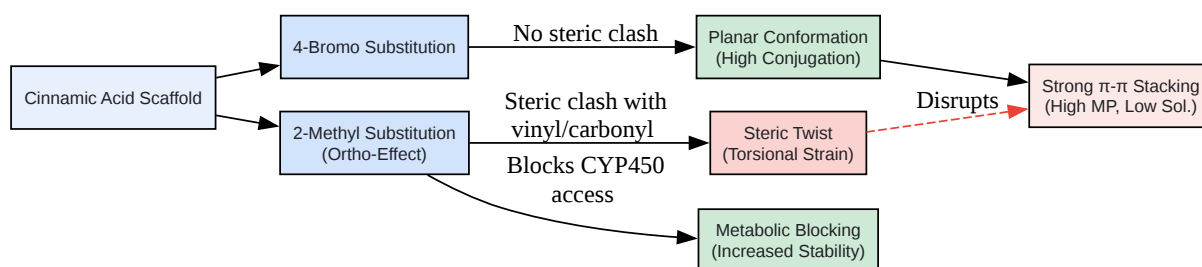 Cinnamic Acid Scaffold
4-Bromo Substitution
No steric clash
Planar Conformation
(High Conjugation)
Strong π-π Stacking
(High MP, Low Sol.)
2-Methyl Substitution
(Ortho-Effect)
Steric clash with
vinyl/carbonyl
Steric Twist
(Torsional Strain)
Disrupts
Blocks CYP450
access
Metabolic Blocking
(Increased Stability)